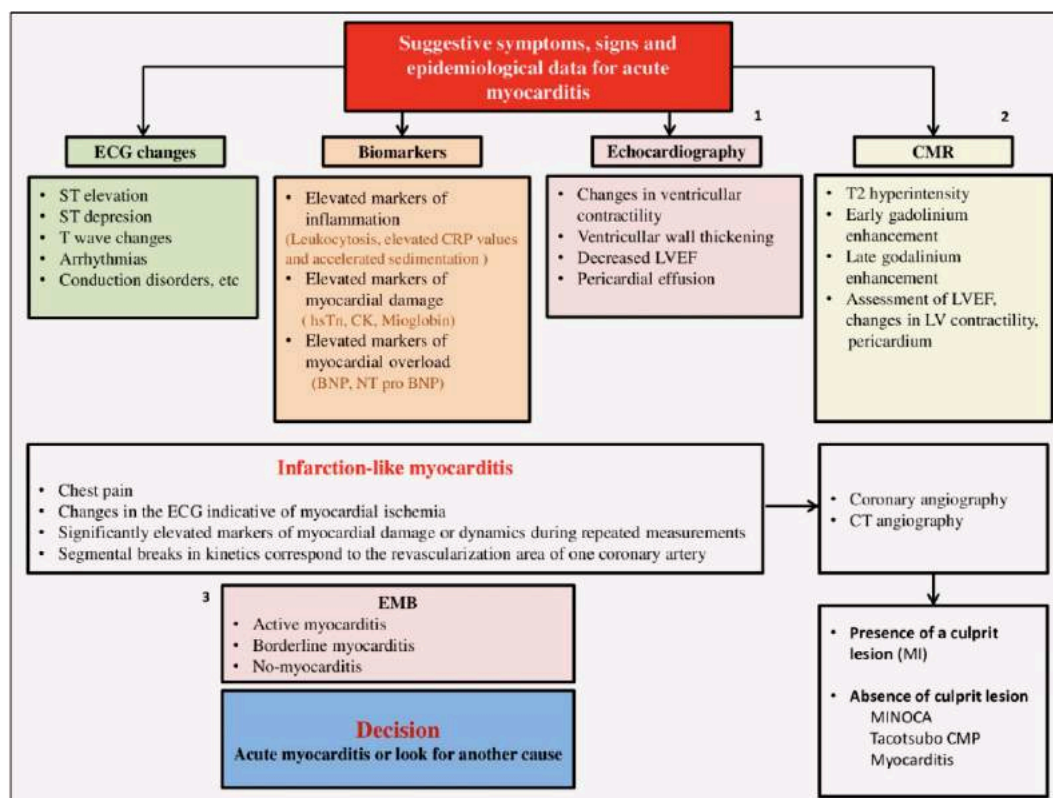 Suggestive symptoms, signs and
epidemiological data for acute
myocarditis
ECG changes
• ST elevation
• ST depresion
• T wave changes
• Arrhythmias
• Conduction disorders, etc
Biomarkers
• Elevated markers of
inflammation
(Leukocytosis, elevated CRP values
and accelerated sedimentation )
• Elevated markers of
myocardial damage
( hsTn, CK, Mioglobin)
• Elevated markers of
myocardial overload
(BNP, NT pro BNP)
1
Echocardiography
• Changes in ventricullar
contractility
• Ventricullar wall thickening
• Decreased LVEF
• Pericardial effusion
2
CMR
• T2 hyperintensity
• Early gadolinium
enhancement
• Late godalinium
enhancement
• Assessment of LVEF,
changes in LV contractility,
pericardium
Infarction-like myocarditis
• Chest pain
• Changes in the ECG indicative of myocardial ischemia
• Significantly elevated markers of myocardial damage or dynamics during repeated measurements
• Segmental breaks in kinetics correspond to the revascularization area of one coronary artery
• Coronary angiography
• CT angiography
3
EMB
• Active myocarditis
• Borderline myocarditis
• No-myocarditis
Decision
Acute myocarditis or look for another cause
• Presence of a culprit
lesion (MI)
• Absence of culprit lesion
MINOCA
Tacotsubo CMP
Myocarditis